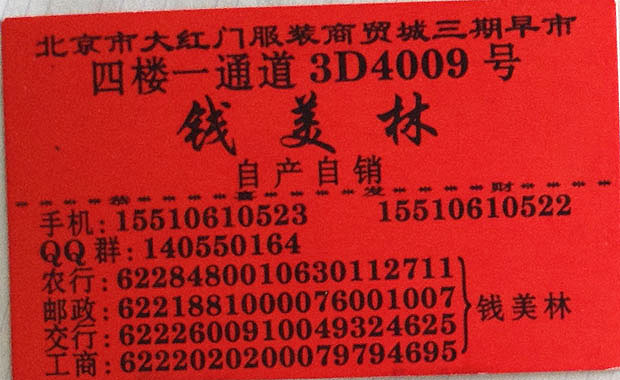 北京市大红门服装商贸城三期早市
四楼一通道 3D4009 号
钱美林
自产自销
恭喜发财
手机: 15510610523 15510610522
QQ 群: 140550164
农行: 6228480010630112711
邮政: 6221881000076001007
交行: 6222600910049324625
工商: 6222020200079794695
钱美林